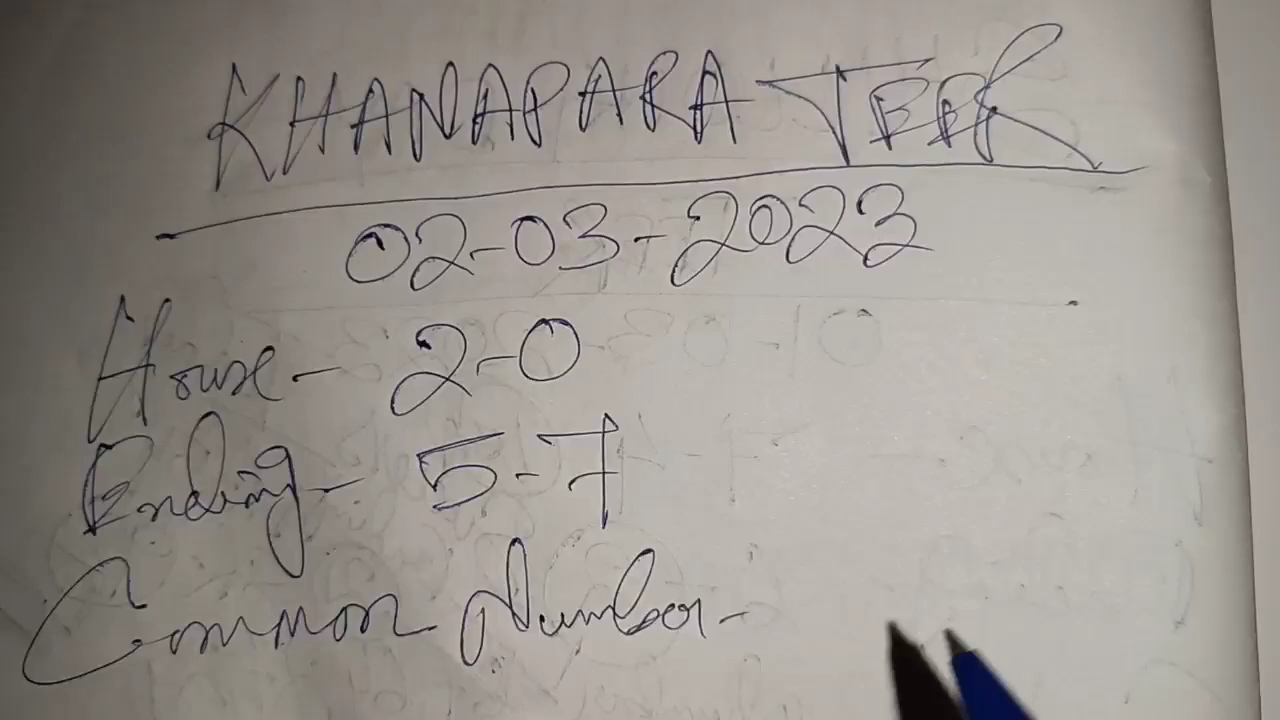 KHANAPARA TEER
02-03-2023
House- 2-0
Ending- 5-7
Common Number-